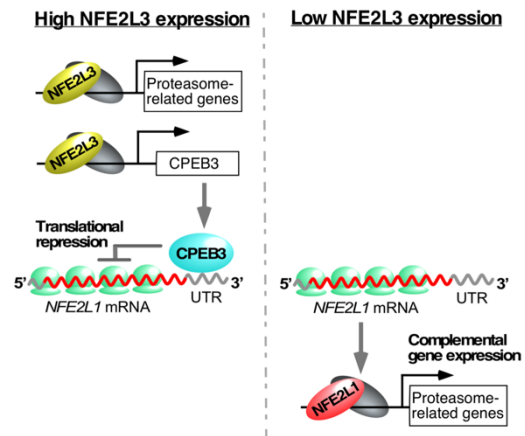 High NFE2L3 expression
NFE2L3
Proteasome-
related genes
NFE2L3
CPEB3
Translational
repression
CPEB3
5’
3’
NFE2L1 mRNA
UTR
Low NFE2L3 expression
5’
3’
NFE2L1 mRNA
UTR
Complemental
gene expression
NFE2L1
Proteasome-
related genes